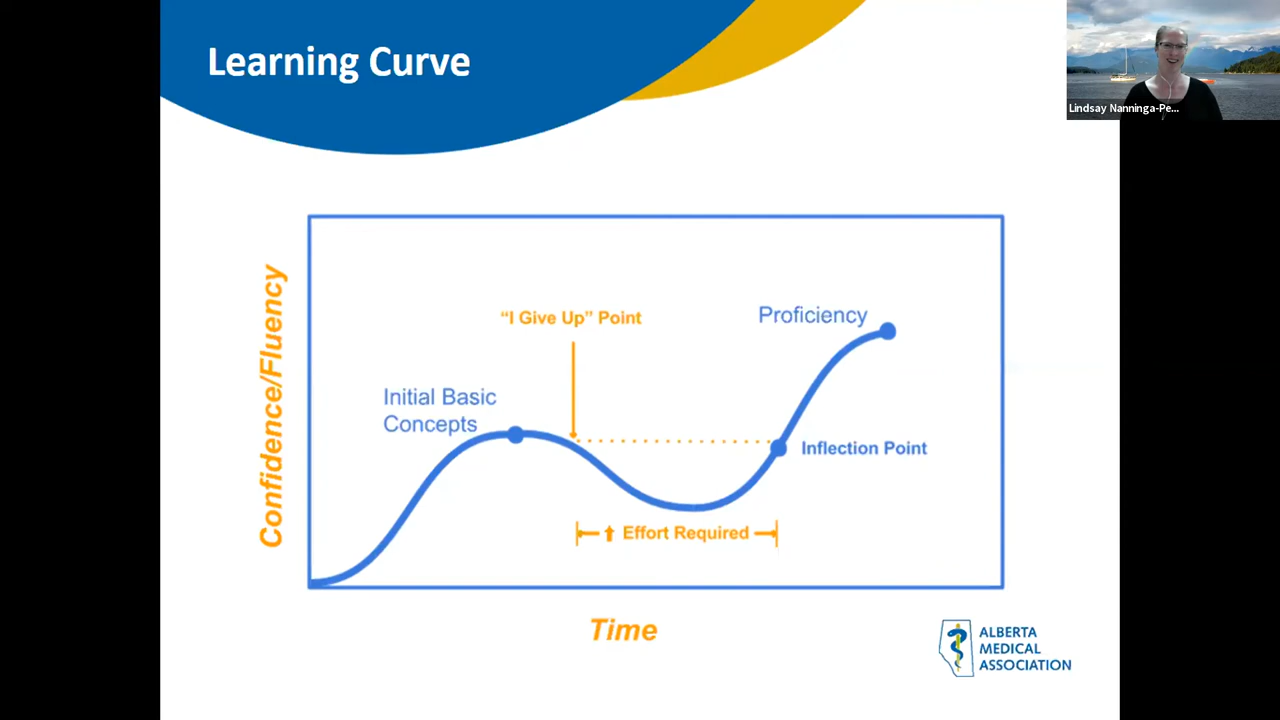 Learning Curve
Lindsay Nanninga-Pe...
Confidence/Fluency
"I Give Up" Point
Proficiency
Initial Basic
Concepts
Inflection Point
⬆ Effort Required
Time
ALBERTA
MEDICAL
ASSOCIATION